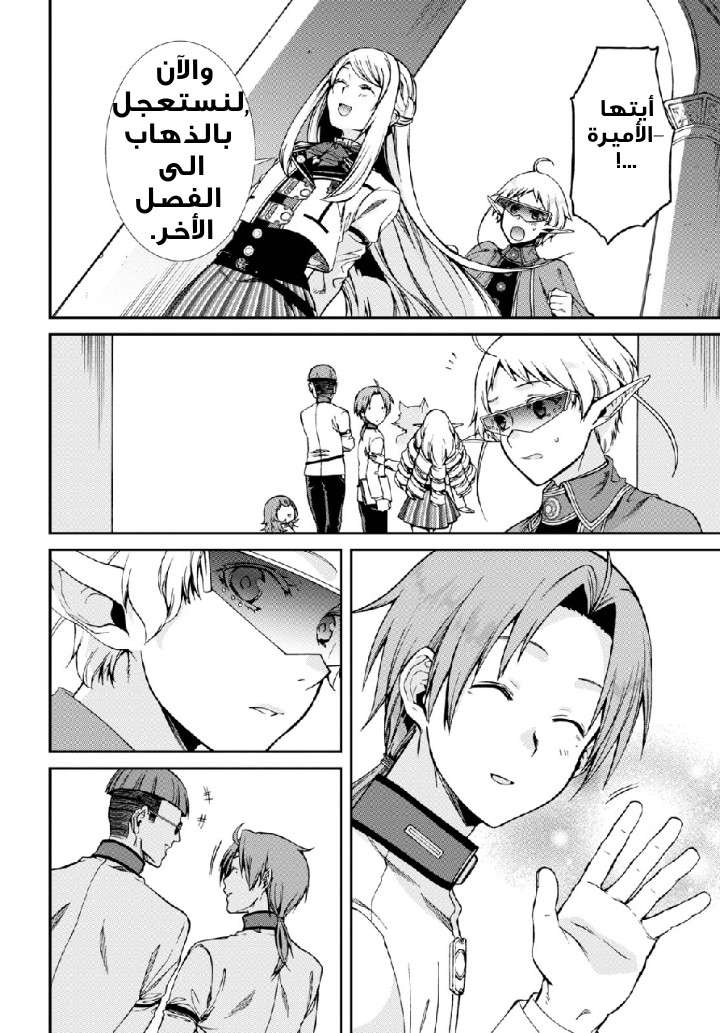 أيتها
الأميرة–
...!
والآن
,لنستعجل
بالذهاب
الى
الفصل
الأخر.